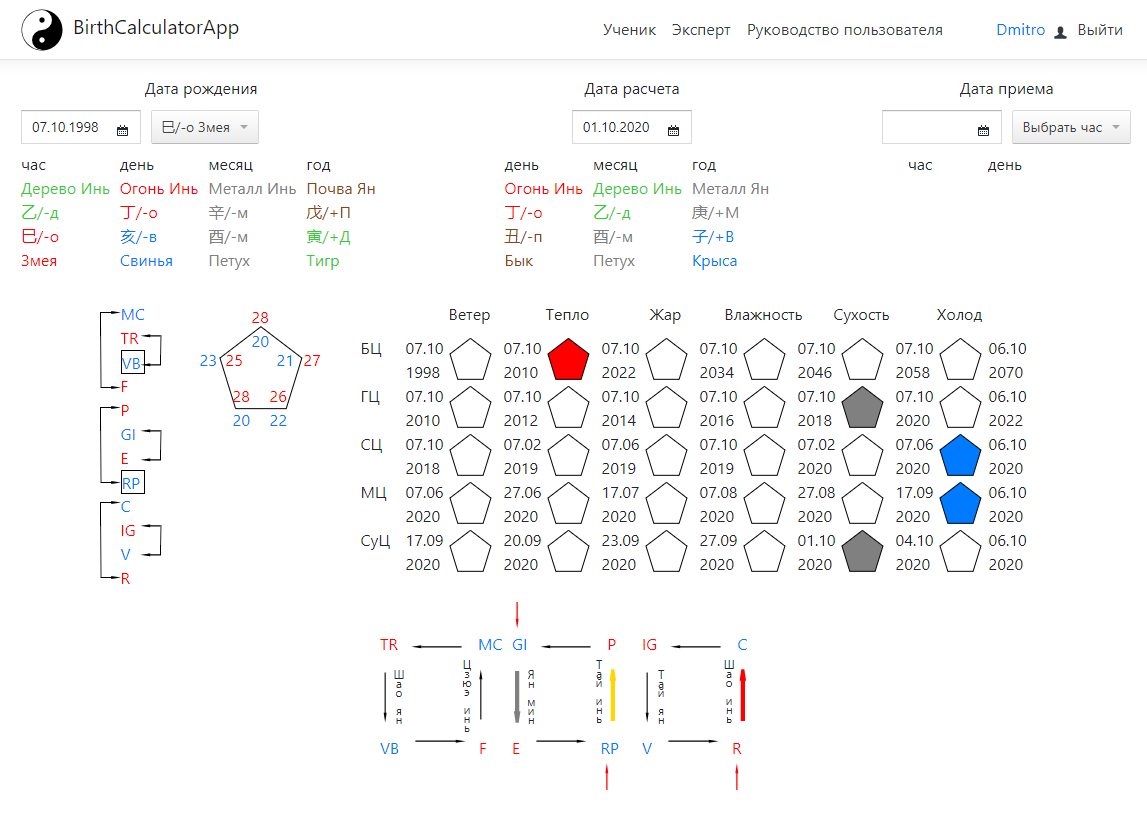 BirthCalculatorApp
Ученик Эксперт Руководство пользователя Dmitro Выйти
Дата рождения Дата расчета Дата приема
07.10.1998 巳/-о Змея 01.10.2020 Выбрать час
час день месяц год день месяц год час день
Дерево Инь Огонь Инь Металл Инь Почва Ян Огонь Инь Дерево Инь Металл Ян
乙/-д 丁/-о 辛/-м 戊/+П 丁/-о 乙/-д 庚/+М
巳/-о 亥/-в 酉/-м 寅/+Д 丑/-п 酉/-м 子/+В
Змея Свинья Петух Тигр Бык Петух Крыса
MC
TR
VB
F
P
GI
E
RP
C
IG
V
R
28
20
23 25 21 27
28 26
20 22
Ветер Тепло Жар Влажность Сухость Холод
БЦ 07.10 07.10 07.10 07.10 07.10 07.10 06.10
1998 2010 2022 2034 2046 2058 2070
ГЦ 07.10 07.10 07.10 07.10 07.10 07.10 06.10
2010 2012 2014 2016 2018 2020 2022
СЦ 07.10 07.02 07.06 07.10 07.02 07.06 06.10
2018 2019 2019 2019 2020 2020 2020
МЦ 07.06 27.06 17.07 07.08 27.08 17.09 06.10
2020 2020 2020 2020 2020 2020 2020
СуЦ 17.09 20.09 23.09 27.09 01.10 04.10 06.10
2020 2020 2020 2020 2020 2020 2020
TR MC GI P IG C
Шао ян
Цзюэ инь
Ян мин
Тай инь
Тай ян
Шао инь
VB F E RP V R